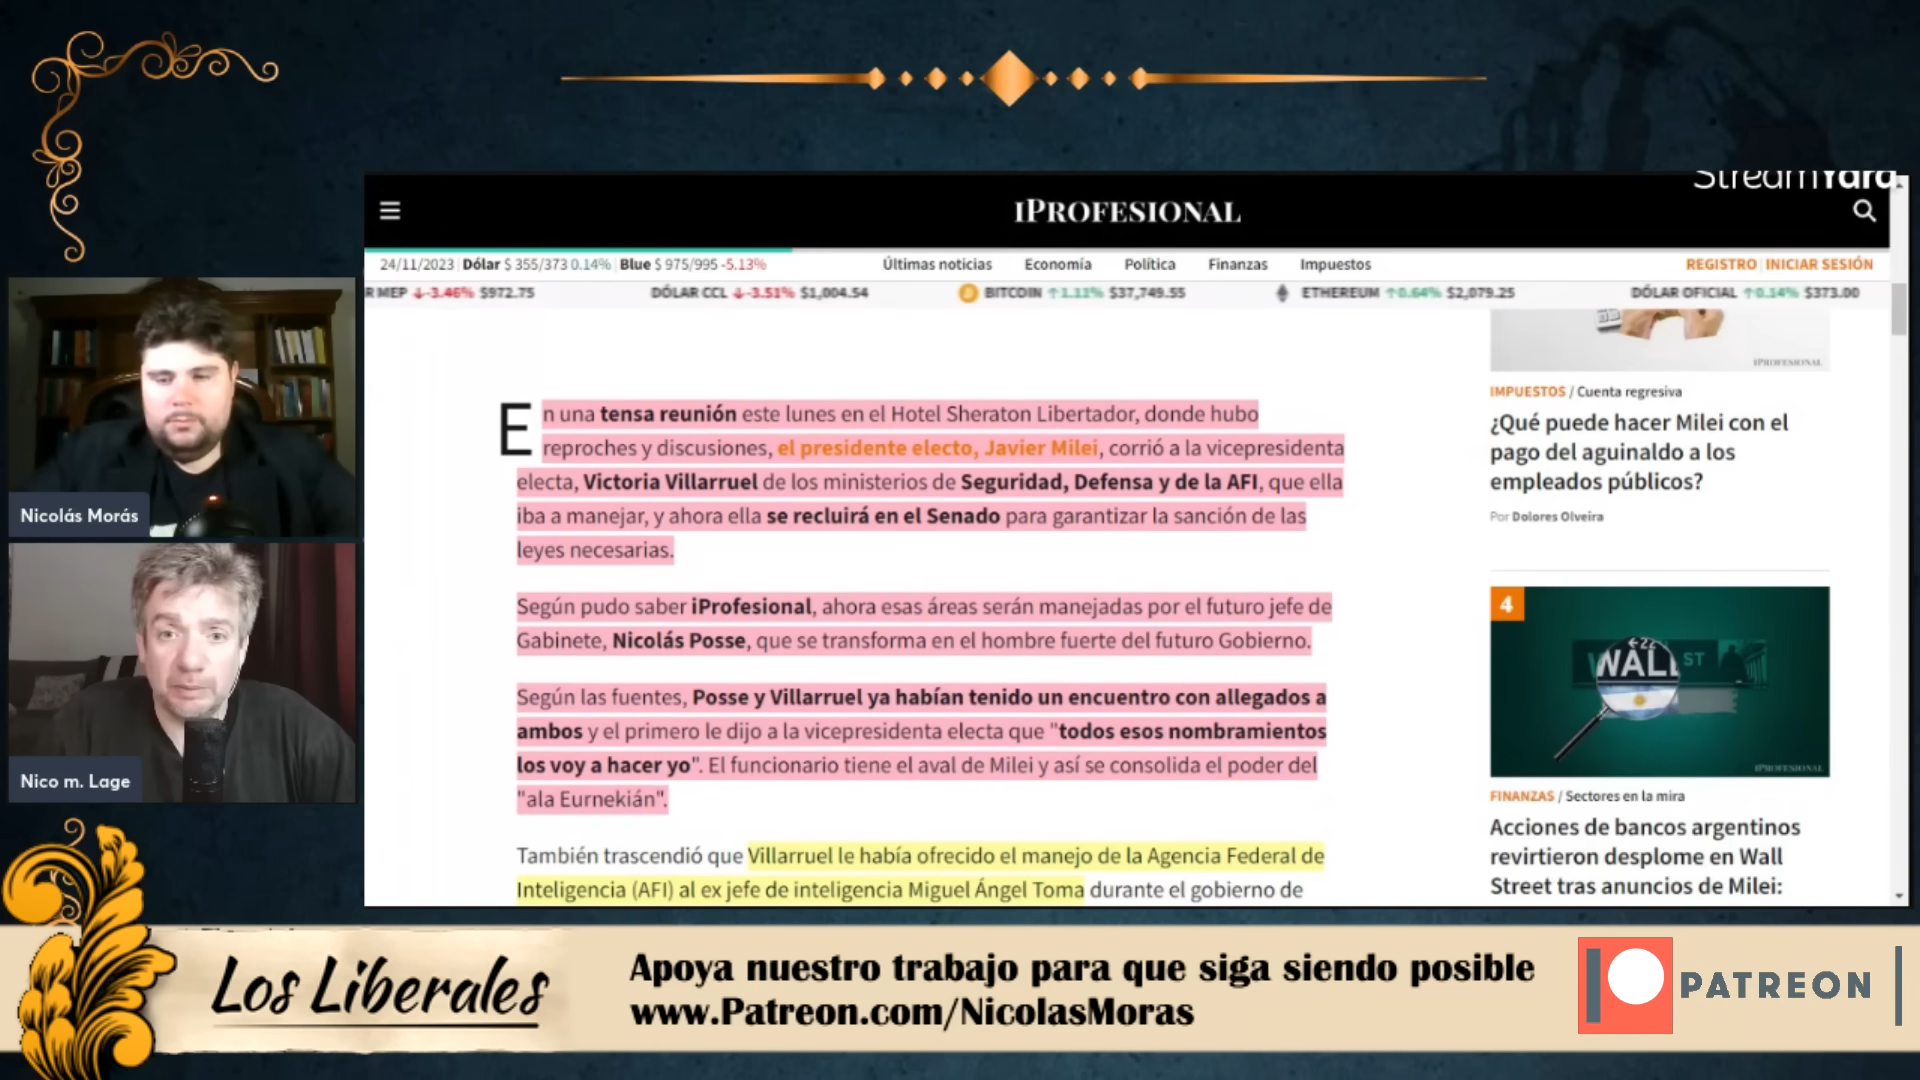 StreamYard
IPROFESIONAL
24/11/2023 Dólar $ 355/373 0.14% Blue $ 975/995 -5.13%
Últimas noticias Economía Política Finanzas Impuestos
REGISTRO INICIAR SESIÓN
R MEP -3.46% $972.75 DÓLAR CCL -3.51% $1,004.54 BITCOIN 1.11% $37,749.55 ETHEREUM 0.64% $2,079.25 DÓLAR OFICIAL 0.14% $373.00
En una tensa reunión este lunes en el Hotel Sheraton Libertador, donde hubo
reproches y discusiones, el presidente electo, Javier Milei, corrió a la vicepresidenta
electa, Victoria Villarruel de los ministerios de Seguridad, Defensa y de la AFI, que ella
iba a manejar, y ahora ella se recluirá en el Senado para garantizar la sanción de las
leyes necesarias.
Según pudo saber iProfesional, ahora esas áreas serán manejadas por el futuro jefe de
Gabinete, Nicolás Posse, que se transforma en el hombre fuerte del futuro Gobierno.
Según las fuentes, Posse y Villarruel ya habían tenido un encuentro con allegados a
ambos y el primero le dijo a la vicepresidenta electa que "todos esos nombramientos
los voy a hacer yo". El funcionario tiene el aval de Milei y así se consolida el poder del
"ala Eurnekián".
También trascendió que Villarruel le había ofrecido el manejo de la Agencia Federal de
Inteligencia (AFI) al ex jefe de inteligencia Miguel Ángel Toma durante el gobierno de
IPROFESIONAL
IMPUESTOS / Cuenta regresiva
¿Qué puede hacer Milei con el
pago del aguinaldo a los
empleados públicos?
Por Dolores Olveira
4
WALL ST
IPROFESIONAL
FINANZAS / Sectores en la mira
Acciones de bancos argentinos
revirtieron desplome en Wall
Street tras anuncios de Milei:
Nicolás Morás
Nico m. Lage
Los Liberales
Apoya nuestro trabajo para que siga siendo posible
www.Patreon.com/NicolasMoras
PATREON